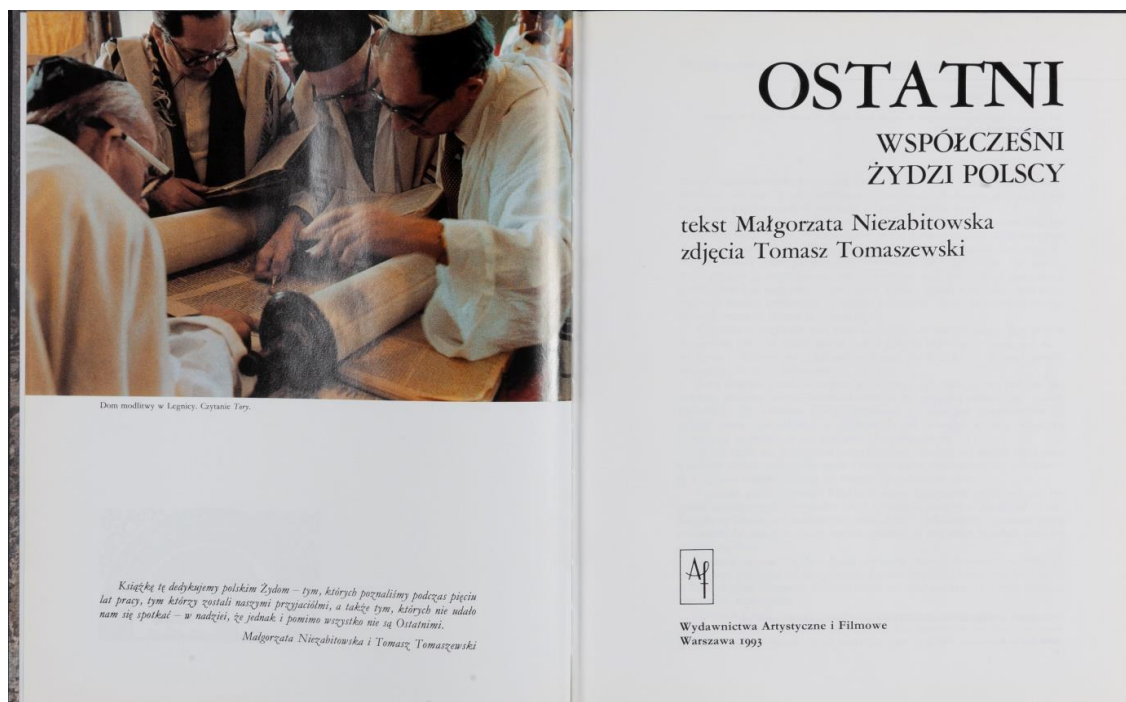 Dom modlitwy w Legnicy. Czytanie Tory.
Książkę tę dedykujemy polskim Żydom – tym, których poznaliśmy podczas pięciu
lat pracy, tym którzy zostali naszymi przyjaciółmi, a także tym, których nie udało
nam się spotkać – w nadziei, że jednak i pomimo wszystko nie są Ostatnimi.
Małgorzata Niezabitowska i Tomasz Tomaszewski
OSTATNI
WSPÓŁCZEŚNI
ŻYDZI POLSCY
tekst Małgorzata Niezabitowska
zdjęcia Tomasz Tomaszewski
Af
Wydawnictwa Artystyczne i Filmowe
Warszawa 1993